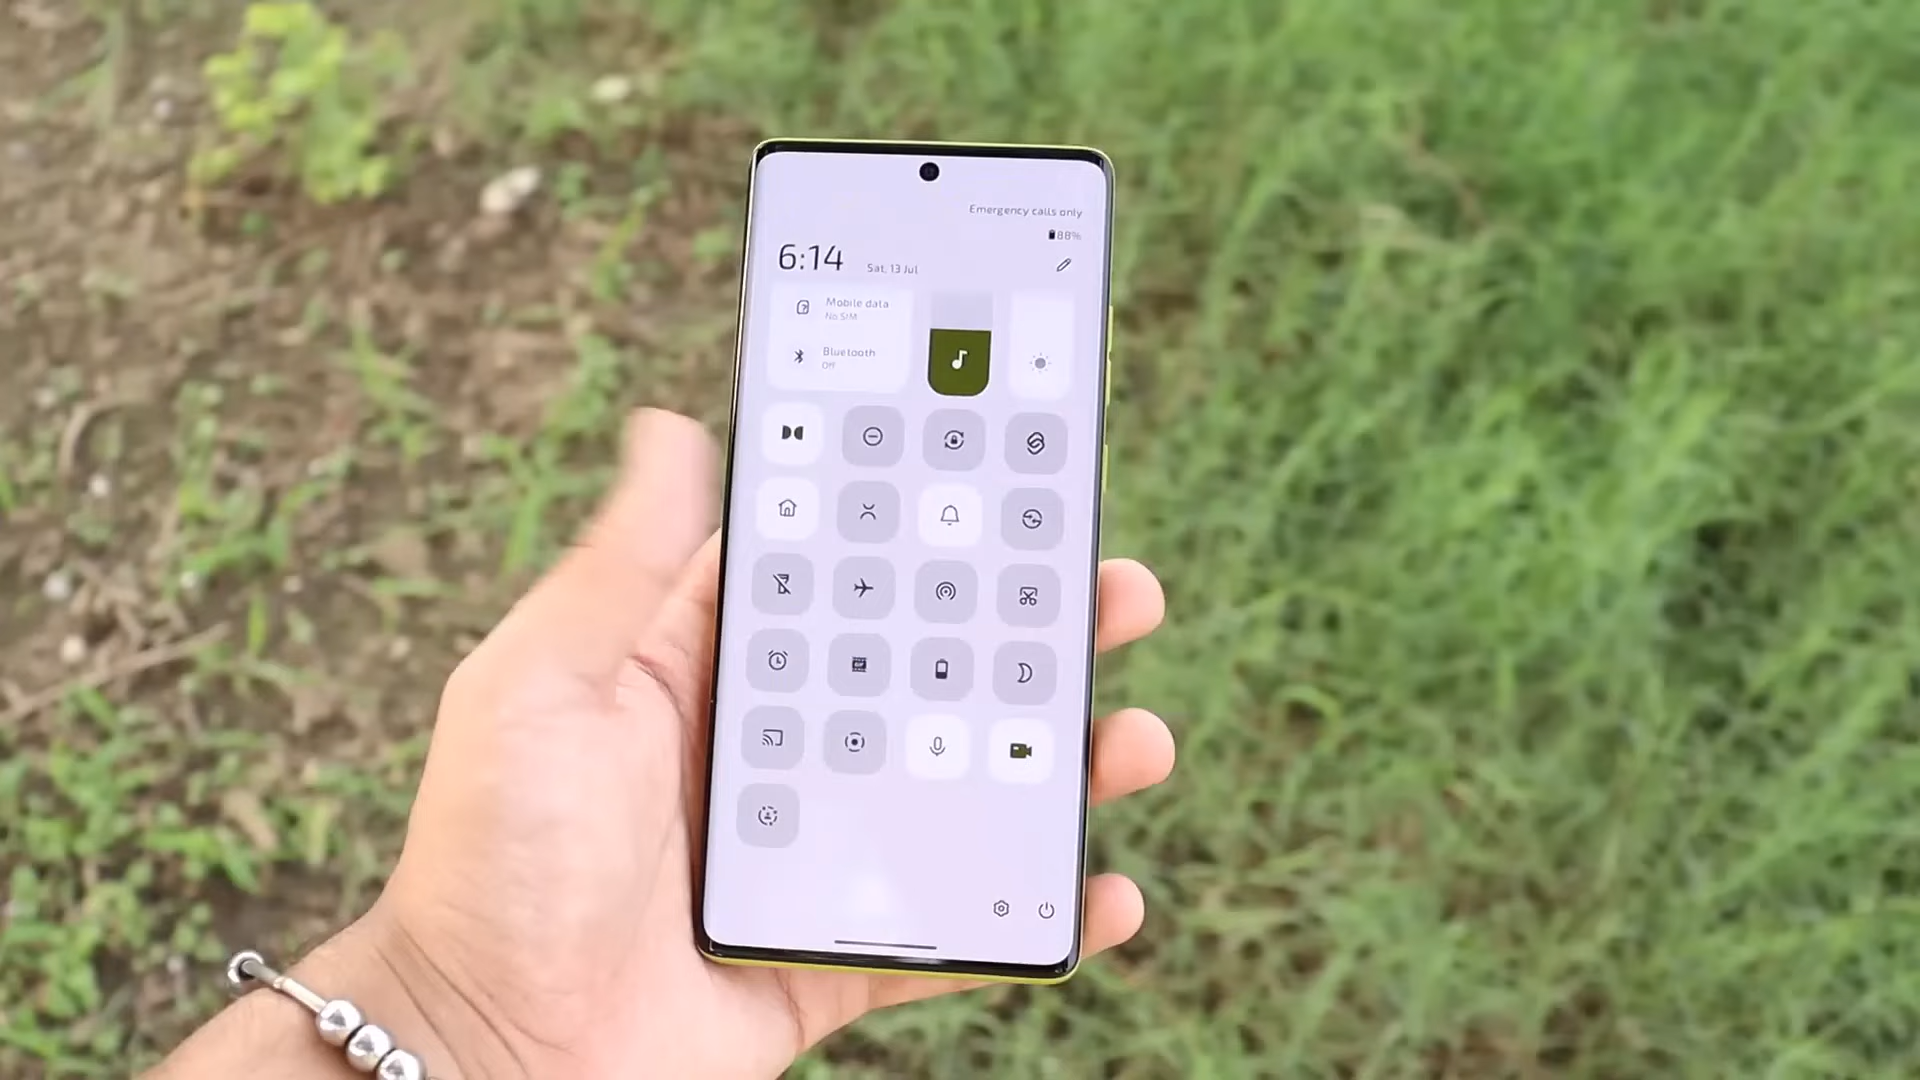 Emergency calls only
88%
6:14 Sat, 13 Jul
Mobile data
No SIM
Bluetooth
Off